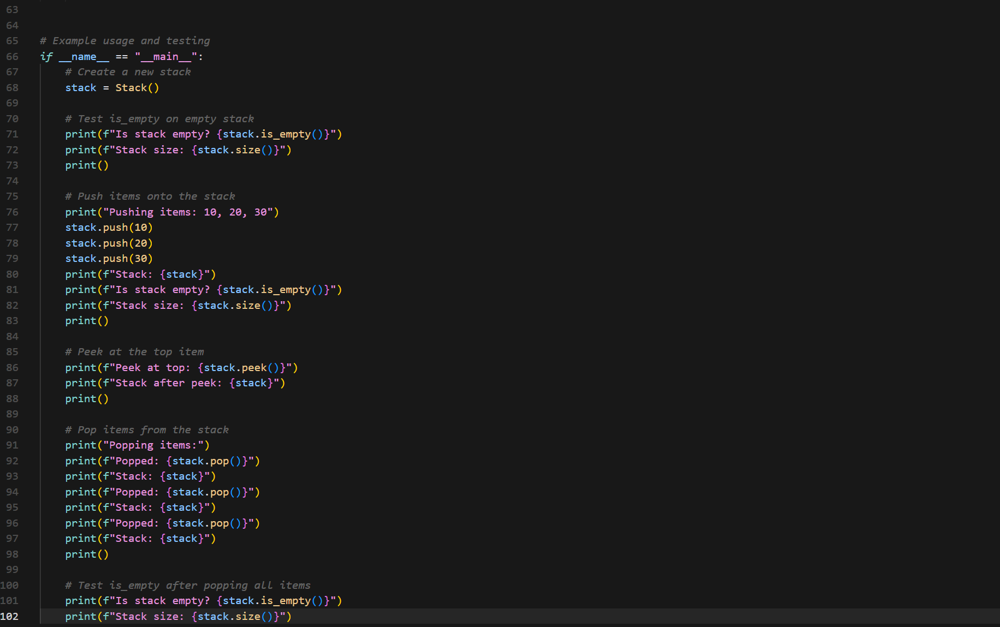 63
64
65 # Example usage and testing
66 if __name__ == "__main__":
67     # Create a new stack
68     stack = Stack()
69
70     # Test is_empty on empty stack
71     print(f"Is stack empty? {stack.is_empty()}")
72     print(f"Stack size: {stack.size()}")
73     print()
74
75     # Push items onto the stack
76     print("Pushing items: 10, 20, 30")
77     stack.push(10)
78     stack.push(20)
79     stack.push(30)
80     print(f"Stack: {stack}")
81     print(f"Is stack empty? {stack.is_empty()}")
82     print(f"Stack size: {stack.size()}")
83     print()
84
85     # Peek at the top item
86     print(f"Peek at top: {stack.peek()}")
87     print(f"Stack after peek: {stack}")
88     print()
89
90     # Pop items from the stack
91     print("Popping items:")
92     print(f"Popped: {stack.pop()}")
93     print(f"Stack: {stack}")
94     print(f"Popped: {stack.pop()}")
95     print(f"Stack: {stack}")
96     print(f"Popped: {stack.pop()}")
97     print(f"Stack: {stack}")
98     print()
99
100     # Test is_empty after popping all items
101     print(f"Is stack empty? {stack.is_empty()}")
102     print(f"Stack size: {stack.size()}")